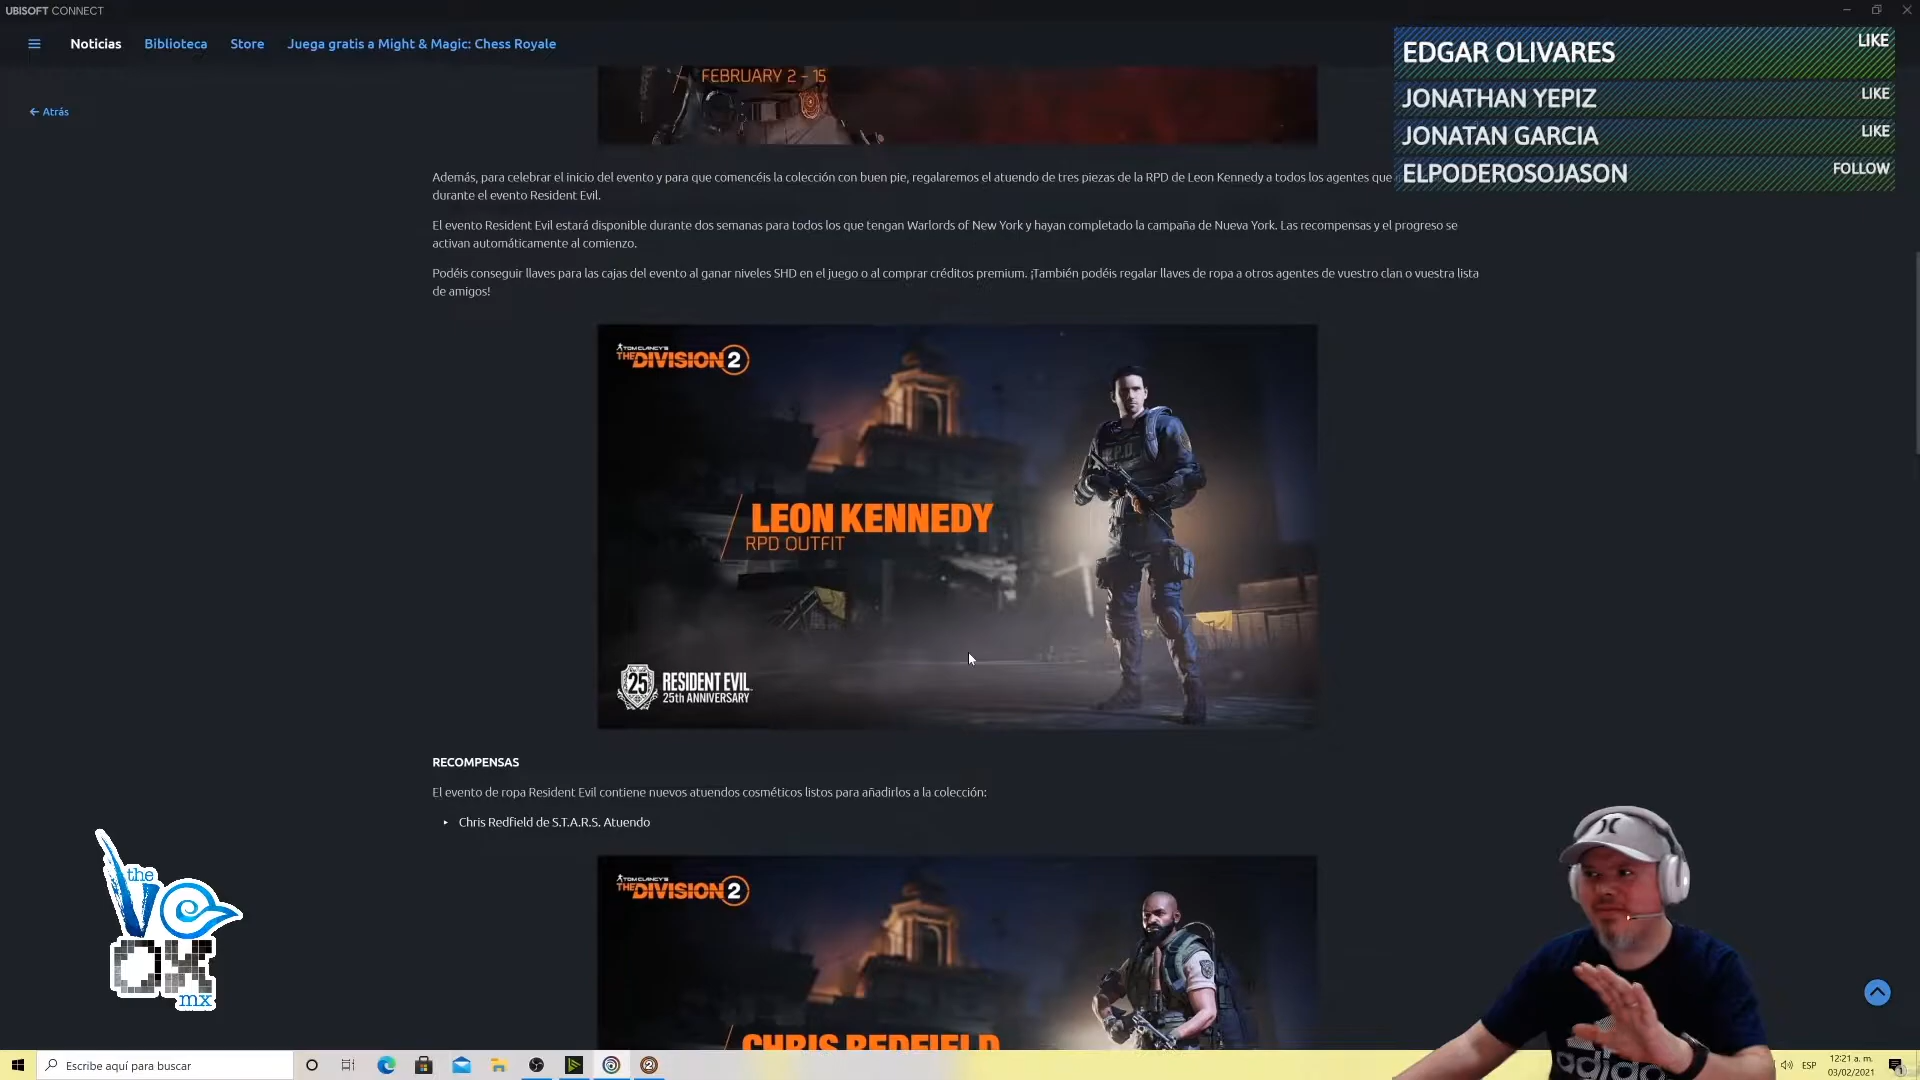 UBISOFT CONNECT
Noticias Biblioteca Store Juega gratis a Might & Magic: Chess Royale
Atrás
FEBRUARY 2 - 15
EDGAR OLIVARES LIKE
JONATHAN YEPIZ LIKE
JONATAN GARCIA LIKE
ELPODEROSOJASON FOLLOW
Además, para celebrar el inicio del evento y para que comencéis la colección con buen pie, regalaremos el atuendo de tres piezas de la RPD de Leon Kennedy a todos los agentes que
durante el evento Resident Evil.
El evento Resident Evil estará disponible durante dos semanas para todos los que tengan Warlords of New York y hayan completado la campaña de Nueva York. Las recompensas y el progreso se
activan automáticamente al comienzo.
Podéis conseguir llaves para las cajas del evento al ganar niveles SHD en el juego o al comprar créditos premium. ¡También podéis regalar llaves de ropa a otros agentes de vuestro clan o vuestra lista
de amigos!
TOM CLANCY'S
THE DIVISION 2
R.P.D.
LEON KENNEDY
RPD OUTFIT
25 RESIDENT EVIL
25th ANNIVERSARY
RECOMPENSAS
El evento de ropa Resident Evil contiene nuevos atuendos cosméticos listos para añadirlos a la colección:
Chris Redfield de S.T.A.R.S. Atuendo
TOM CLANCY'S
THE DIVISION 2
CHRIS REDFIELD
the
VO
OX
mx
adidas
Escribe aquí para buscar
ESP
12:21 a. m.
03/02/2021